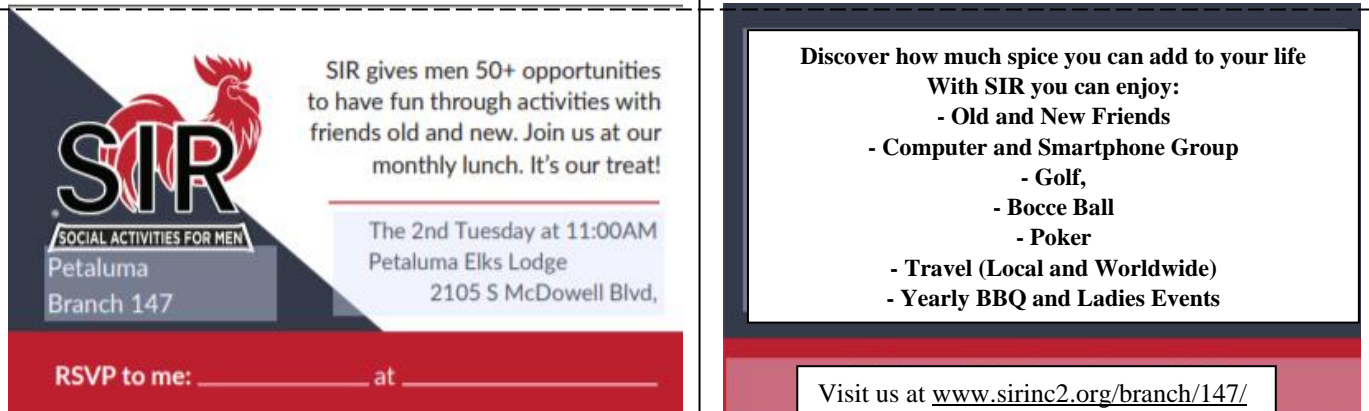 SIR gives men 50+ opportunities
to have fun through activities with
friends old and new. Join us at our
monthly lunch. It's our treat!
SIR
®
SOCIAL ACTIVITIES FOR MEN
Petaluma
Branch 147
The 2nd Tuesday at 11:00AM
Petaluma Elks Lodge
2105 S McDowell Blvd,
RSVP to me: ____________ at ____________
Discover how much spice you can add to your life
With SIR you can enjoy:
- Old and New Friends
- Computer and Smartphone Group
- Golf,
- Bocce Ball
- Poker
- Travel (Local and Worldwide)
- Yearly BBQ and Ladies Events
Visit us at www.sirinc2.org/branch/147/